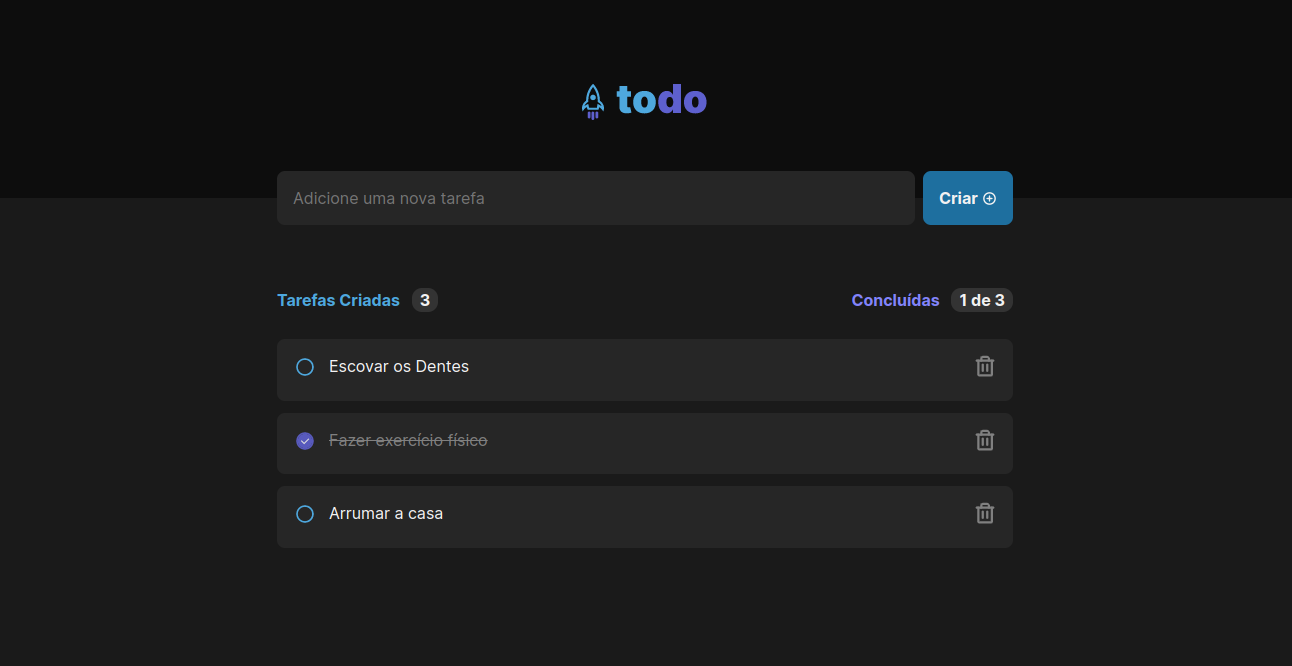 todo
Adicione uma nova tarefa
Criar
Tarefas Criadas 3
Concluídas 1 de 3
Escovar os Dentes
Fazer exercício físico
Arrumar a casa